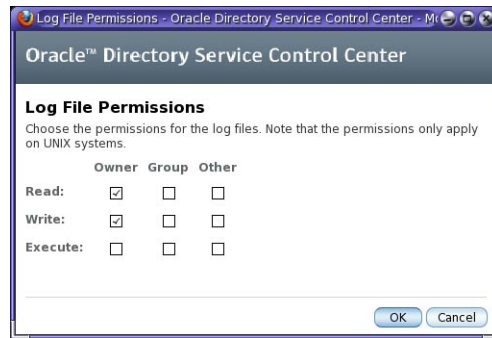 Log File Permissions - Oracle Directory Service Control Center - M
Oracle™ Directory Service Control Center
Log File Permissions
Choose the permissions for the log files. Note that the permissions only apply
on UNIX systems.
Owner Group Other
Read:
Write:
Execute:
OK Cancel